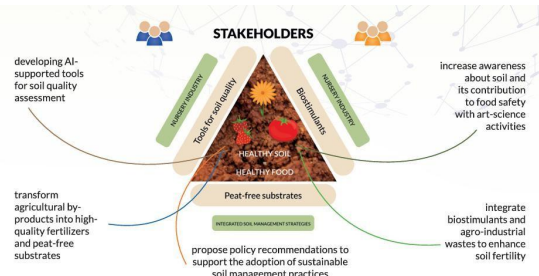 STAKEHOLDERS
developing AI-
supported tools
for soil quality
assessment
NURSERY INDUSTRY
Tools for soil quality
Biostimulants
NURSERY INDUSTRY
increase awareness
about soil and
its contribution
to food safety
with art-science
activities
HEALTHY SOIL
HEALTHY FOOD
Peat-free substrates
INTEGRATED SOIL MANAGEMENT STRATEGIES
transform
agricultural by-
products into high-
quality fertilizers
and peat-free
substrates
propose policy recommendations to
support the adoption of sustainable
soil management practices
integrate
biostimulants and
agro-industrial
wastes to enhance
soil fertility